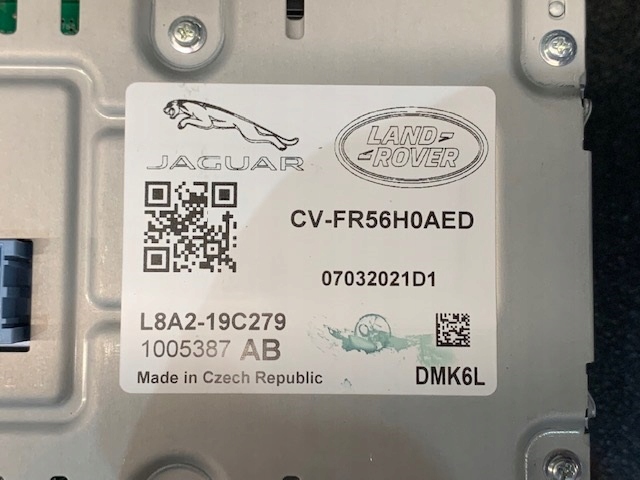 JAGUAR
LAND-
ROVER
CV-FR56H0AED
07032021D1
L8A2-19C279
1005387 AB
Made in Czech Republic
DMK6L